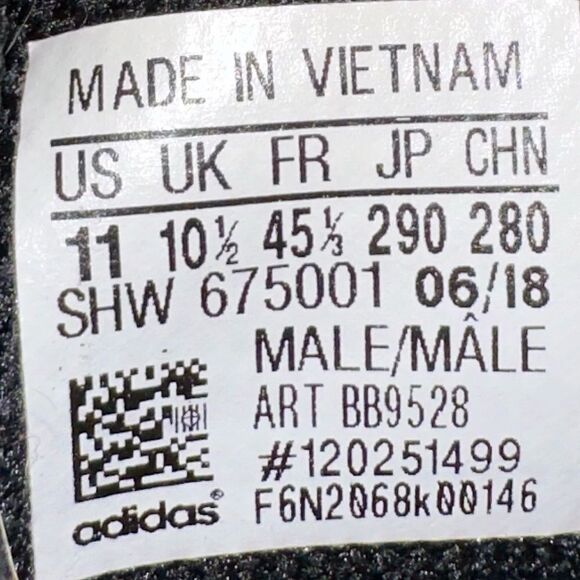 MADE IN VIETNAM
US UK FR JP CHN
11 10½ 45⅓ 290 280
SHW 675001 06/18
MALE/MÂLE
ART BB9528
#120251499
adidas® F6N2068k00146